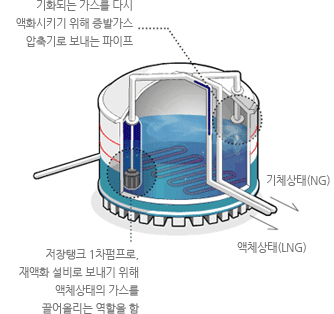 기화되는 가스를 다시
액화시키기 위해 증발가스
압축기로 보내는 파이프
기체상태(NG)
액체상태(LNG)
저장탱크 1차펌프로,
재액화 설비로 보내기 위해
액체상태의 가스를
끌어올리는 역할을 함